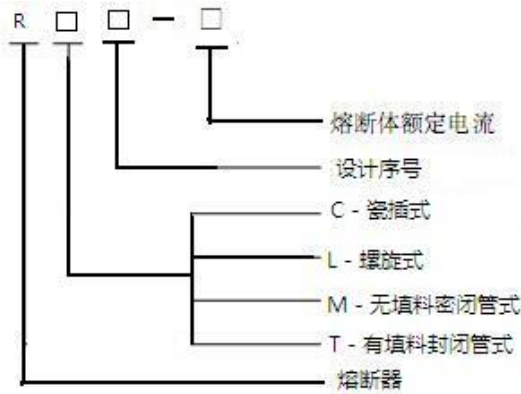 R □ □ - □
熔断体额定电流
设计序号
C - 瓷插式
L - 螺旋式
M - 无填料密闭管式
T - 有填料封闭管式
熔断器